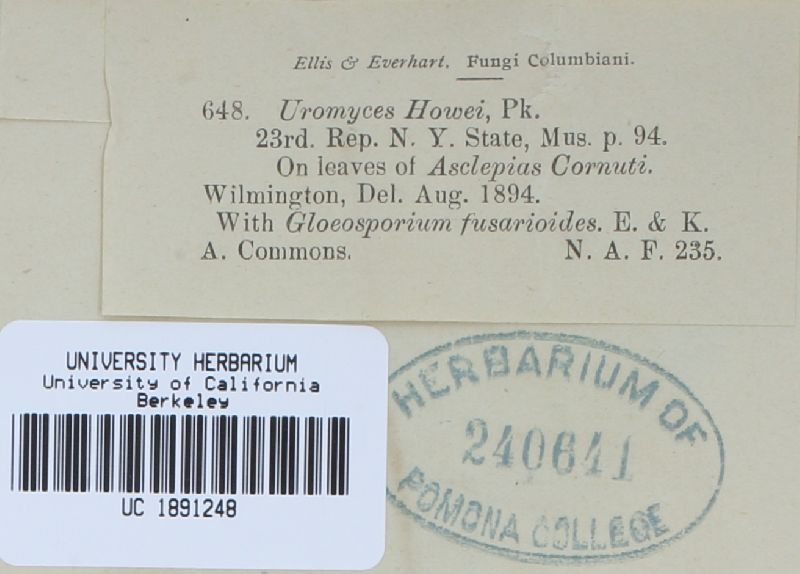 Ellis & Everhart. Fungi Columbiani.
648. Uromyces Howei, Pk.
23rd. Rep. N. Y. State, Mus. p. 94.
On leaves of Asclepias Cornuti.
Wilmington, Del. Aug. 1894.
With Gloeosporium fusarioides. E. & K.
A. Commons. N. A. F. 235.
UNIVERSITY HERBARIUM
University of California
Berkeley
UC 1891248
HERBARIUM OF
240641
POMONA COLLEGE